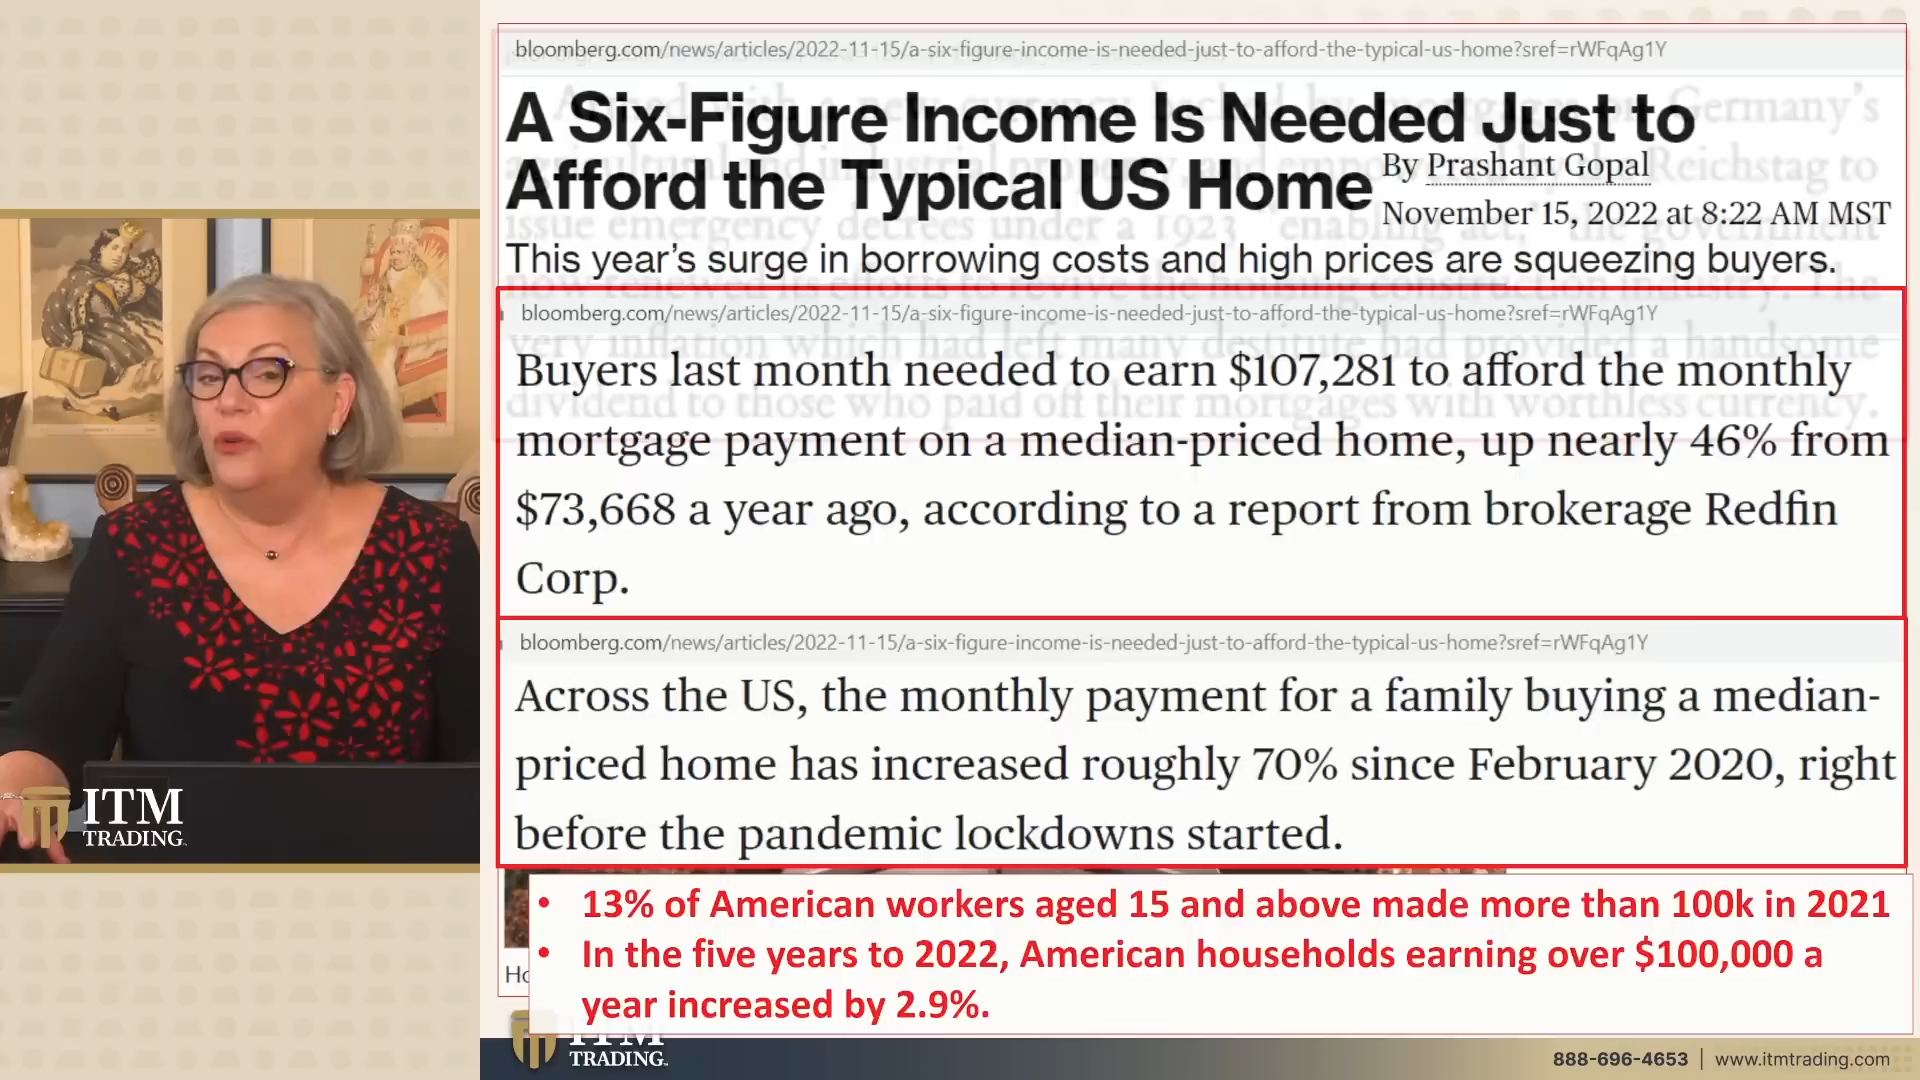 bloomberg.com/news/articles/2022-11-15/a-six-figure-income-is-needed-just-to-afford-the-typical-us-home?sref=rWFqAg1Y
A Six-Figure Income Is Needed Just to
Afford the Typical US Home
By Prashant Gopal
November 15, 2022 at 8:22 AM MST
This year's surge in borrowing costs and high prices are squeezing buyers.
bloomberg.com/news/articles/2022-11-15/a-six-figure-income-is-needed-just-to-afford-the-typical-us-home?sref=rWFqAg1Y
Buyers last month needed to earn $107,281 to afford the monthly
mortgage payment on a median-priced home, up nearly 46% from
$73,668 a year ago, according to a report from brokerage Redfin
Corp.
bloomberg.com/news/articles/2022-11-15/a-six-figure-income-is-needed-just-to-afford-the-typical-us-home?sref=rWFqAg1Y
Across the US, the monthly payment for a family buying a median-
priced home has increased roughly 70% since February 2020, right
before the pandemic lockdowns started.
• 13% of American workers aged 15 and above made more than 100k in 2021
• In the five years to 2022, American households earning over $100,000 a
year increased by 2.9%.
ITM
TRADING
ITM
TRADING
888-696-4653 | www.itmtrading.com